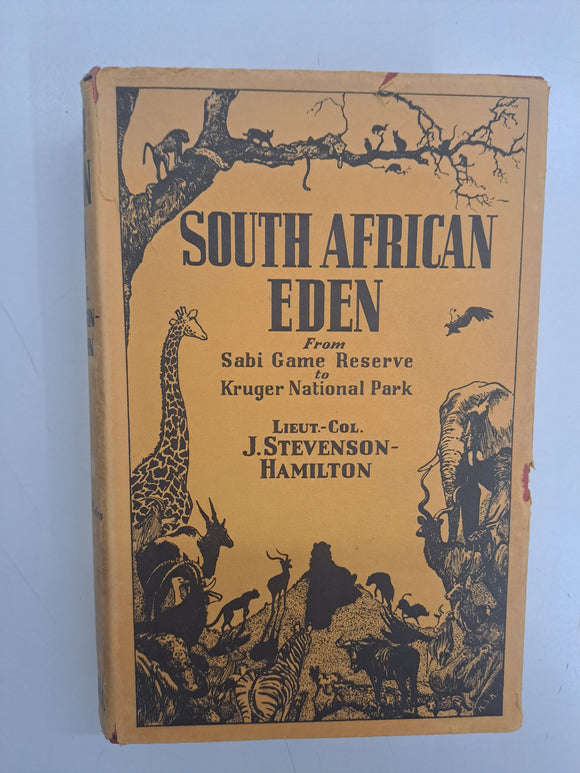 SOUTH AFRICAN
EDEN
From
Sabi Game Reserve
to
Kruger National Park
LIEUT.-COL.
J. STEVENSON-
HAMILTON